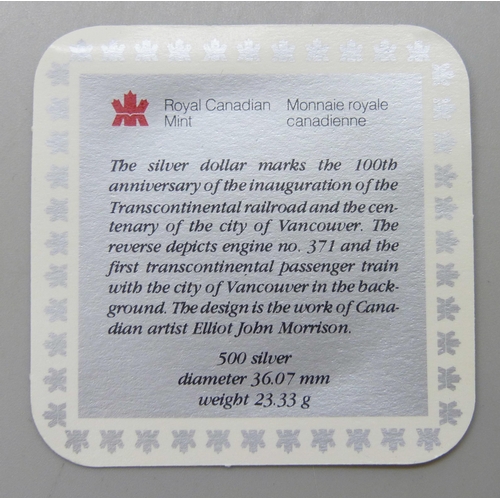 Royal Canadian Monnaie royale
Mint canadienne
The silver dollar marks the 100th
anniversary of the inauguration of the
Transcontinental railroad and the cen-
tenary of the city of Vancouver. The
reverse depicts engine no. 371 and the
first transcontinental passenger train
with the city of Vancouver in the back-
ground. The design is the work of Cana-
dian artist Elliot John Morrison.
500 silver
diameter 36.07 mm
weight 23.33 g